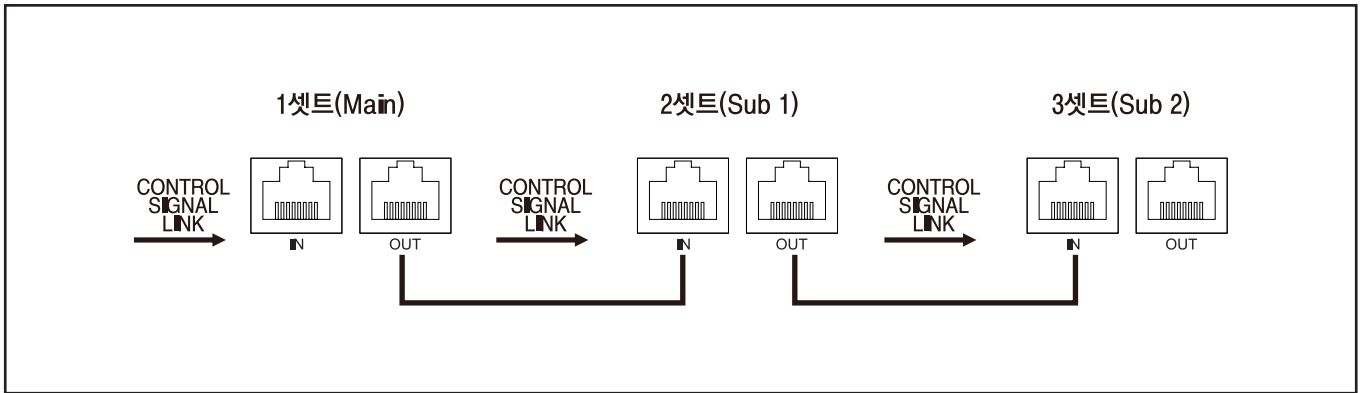 1셋트(Main)
2셋트(Sub 1)
3셋트(Sub 2)
CONTROL
SIGNAL
LINK
IN
OUT
CONTROL
SIGNAL
LINK
IN
OUT
CONTROL
SIGNAL
LINK
IN
OUT